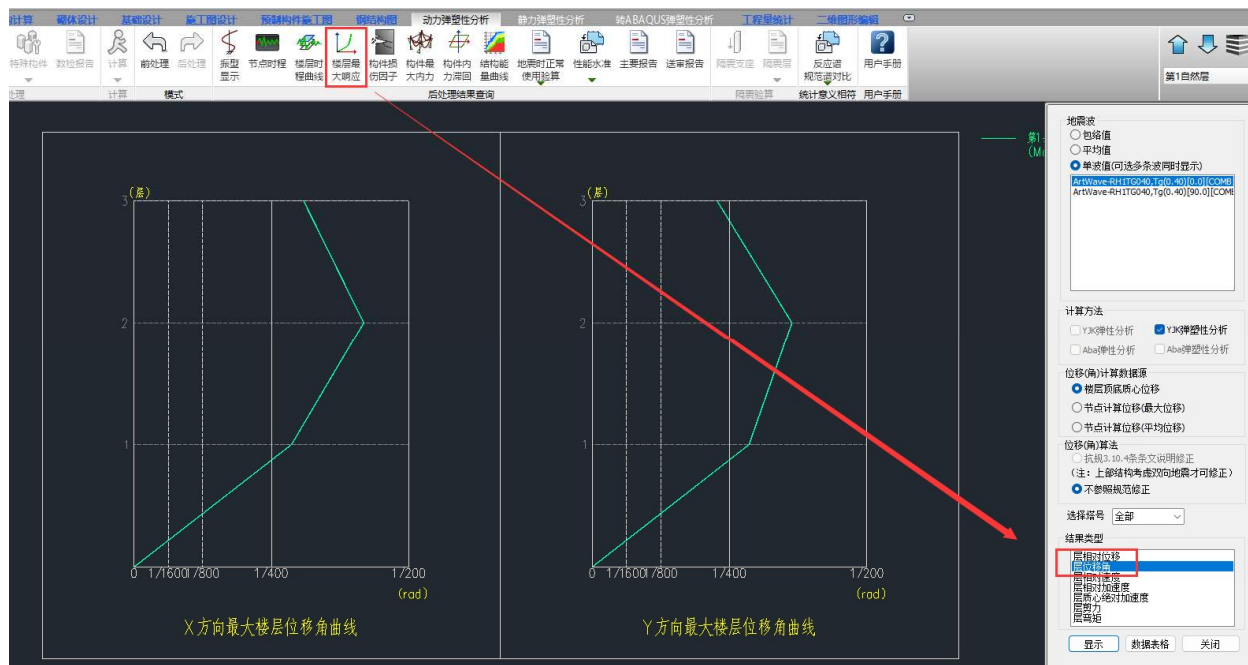 计算 砌体设计 基础设计 施工图设计 预制构件施工图 钢结构图 动力弹塑性分析 静力弹塑性分析 转ABAQUS弹塑性分析 工程量统计 二维图形编辑
特殊构件 数检报告 计算 前处理 后处理 振型显示 节点时程 楼层时程曲线 楼层最大响应 构件损伤因子 构件最大内力 构件内力滞回 结构能量曲线 地震时正常使用验算 性能水准 主要报告 送审报告 隔震支座 隔震层 反应谱规范谱对比 用户手册
处理 计算 模式 后处理结果查询 隔震验算 统计意义相符 用户手册
第1自然层
地震波
包络值
平均值
单波值(可选多条波同时显示)
ArtWave-RH1TG040,Tg(0.40)[0.0][COMB
ArtWave-RH1TG040,Tg(0.40)[90.0][COME
计算方法
YJK弹性分析 YJK弹塑性分析
Aba弹性分析 Aba弹塑性分析
位移(角)计算数据源
楼层顶底质心位移
节点计算位移(最大位移)
节点计算位移(平均位移)
位移(角)算法
抗规3.10.4条条文说明修正
(注：上部结构考虑双向地震才可修正)
不参照规范修正
选择塔号 全部
结果类型
层相对位移
层位移角
层相对速度
层相对加速度
层质心绝对加速度
层剪力
层弯矩
显示 数据表格 关闭
第1
(层)
3
2
1
0 1/1600 1/800 1/400 1/200
(rad)
X方向最大楼层位移角曲线
(层)
3
2
1
0 1/1600 1/800 1/400 1/200
(rad)
Y方向最大楼层位移角曲线